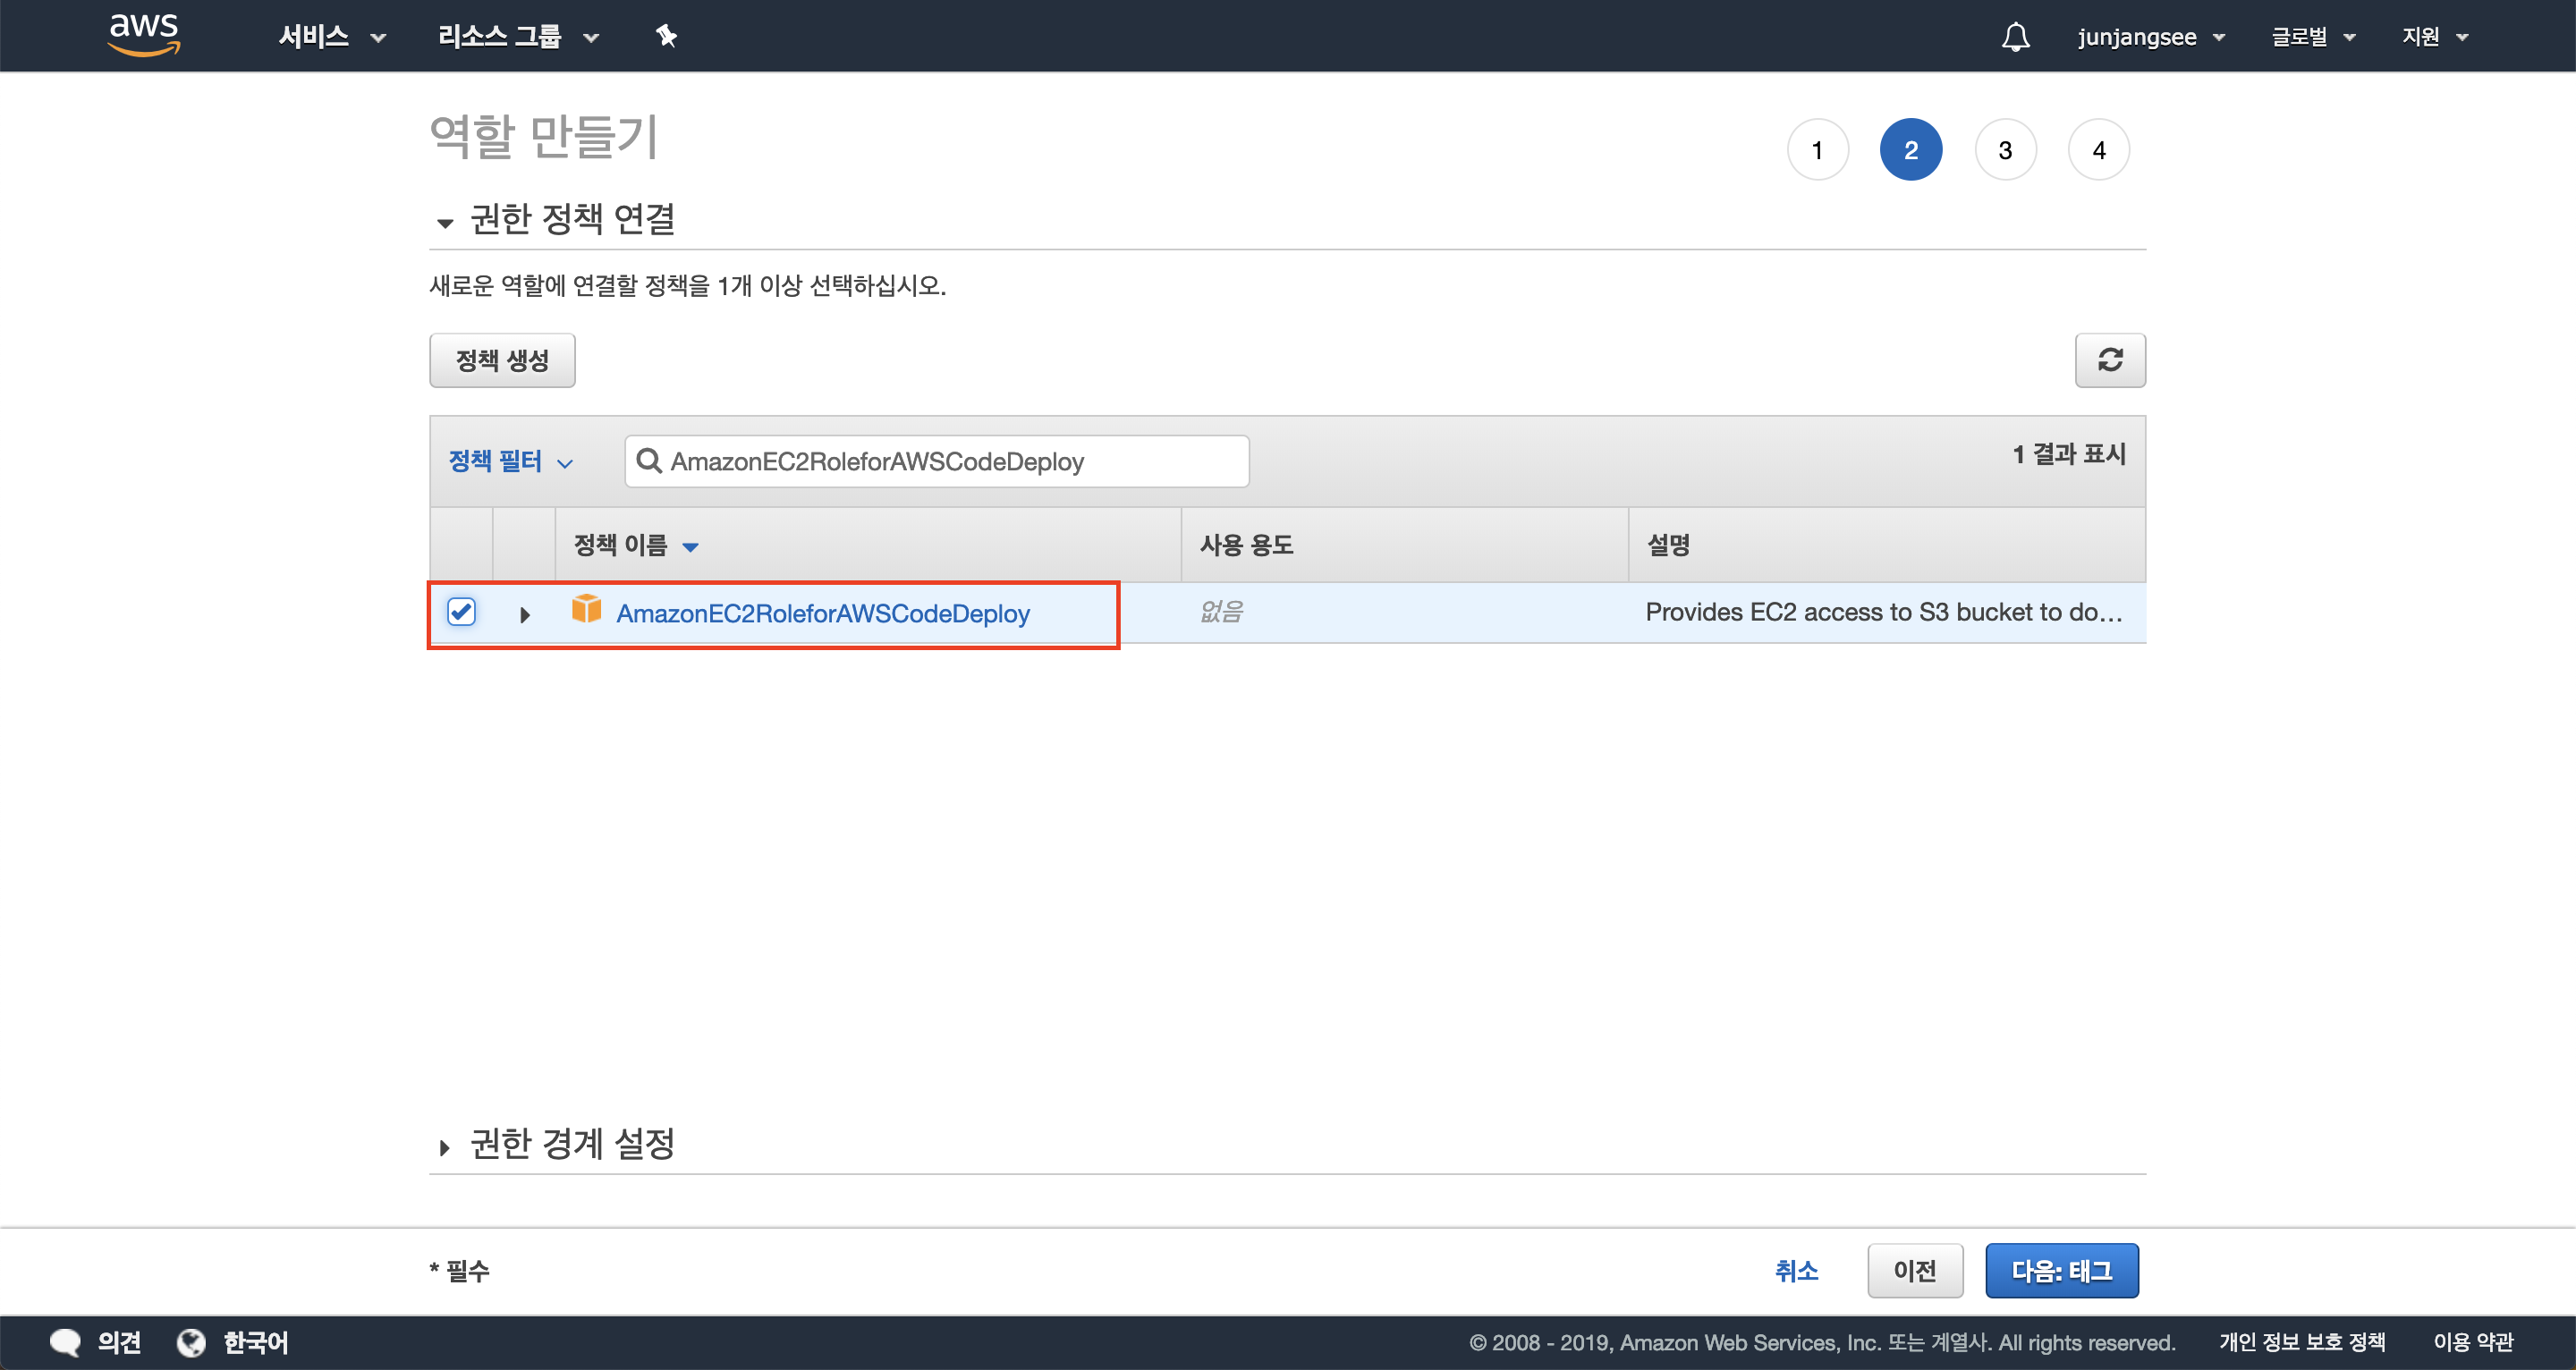 aws 서비스 리소스 그룹 junjangsee 글로벌 지원
역할 만들기
1 2 3 4
권한 정책 연결
새로운 역할에 연결할 정책을 1개 이상 선택하십시오.
정책 생성
정책 필터 AmazonEC2RoleforAWSCodeDeploy 1 결과 표시
정책 이름 사용 용도 설명
AmazonEC2RoleforAWSCodeDeploy 없음 Provides EC2 access to S3 bucket to do...
권한 경계 설정
* 필수 취소 이전 다음: 태그
의견 한국어 © 2008 - 2019, Amazon Web Services, Inc. 또는 계열사. All rights reserved. 개인 정보 보호 정책 이용 약관